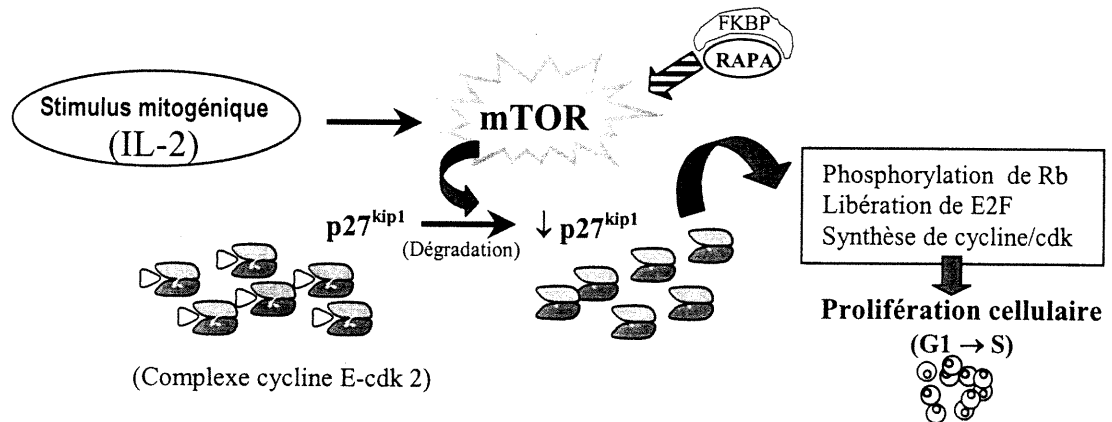 FKBP
RAPA
Stimulus mitogénique
(IL-2)
mTOR
p27kip1
(Dégradation)
↓ p27kip1
Phosphorylation de Rb
Libération de E2F
Synthèse de cycline/cdk
Prolifération cellulaire
(G1 → S)
(Complexe cycline E-cdk 2)